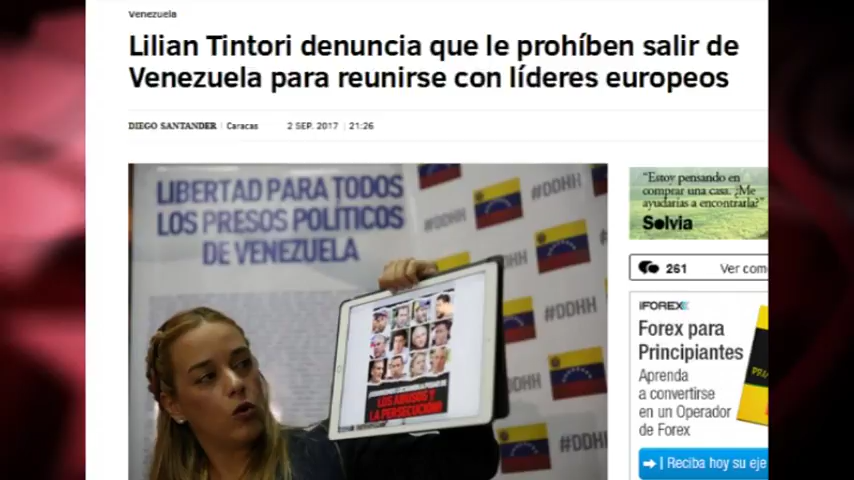 Venezuela
Lilian Tintori denuncia que le prohíben salir de
Venezuela para reunirse con líderes europeos
DIEGO SANTANDER | Caracas 2 SEP. 2017 | 21:26
LIBERTAD PARA TODOS
LOS PRESOS POLÍTICOS
DE VENEZUELA
#DDHH
#DDHH
#DDHH
#DDHH
LOS ABUSOS Y
LA PERSECUCIÓN!
"Estoy pensando en
comprar una casa. ¿Me
ayudarías a encontrarla?"
Solvia
261 Ver com
iFOREX
Forex para
Principiantes
Aprenda
a convertirse
en un Operador
de Forex
Reciba hoy su eje